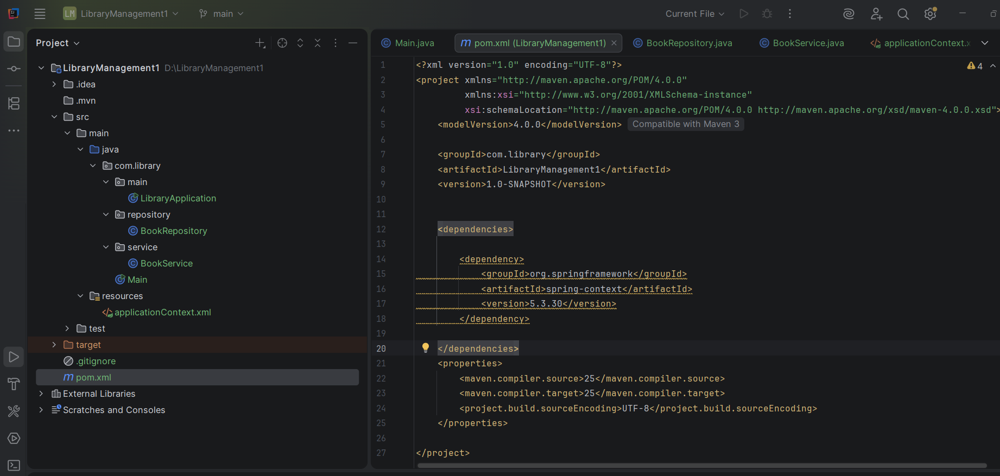 LM LibraryManagement1 main Current File
Project
LibraryManagement1 D:\LibraryManagement1
.idea
.mvn
src
main
java
com.library
main
LibraryApplication
repository
BookRepository
service
BookService
Main
resources
applicationContext.xml
test
target
.gitignore
pom.xml
External Libraries
Scratches and Consoles
Main.java pom.xml (LibraryManagement1) BookRepository.java BookService.java applicationContext.x
4
1 <?xml version="1.0" encoding="UTF-8"?>
2 <project xmlns="http://maven.apache.org/POM/4.0.0"
3 xmlns:xsi="http://www.w3.org/2001/XMLSchema-instance"
4 xsi:schemaLocation="http://maven.apache.org/POM/4.0.0 http://maven.apache.org/xsd/maven-4.0.0.xsd">
5 <modelVersion>4.0.0</modelVersion> Compatible with Maven 3
6
7 <groupId>com.library</groupId>
8 <artifactId>LibraryManagement1</artifactId>
9 <version>1.0-SNAPSHOT</version>
10
11
12 <dependencies>
13
14 <dependency>
15 <groupId>org.springframework</groupId>
16 <artifactId>spring-context</artifactId>
17 <version>5.3.30</version>
18 </dependency>
19
20 </dependencies>
21 <properties>
22 <maven.compiler.source>25</maven.compiler.source>
23 <maven.compiler.target>25</maven.compiler.target>
24 <project.build.sourceEncoding>UTF-8</project.build.sourceEncoding>
25 </properties>
26
27 </project>